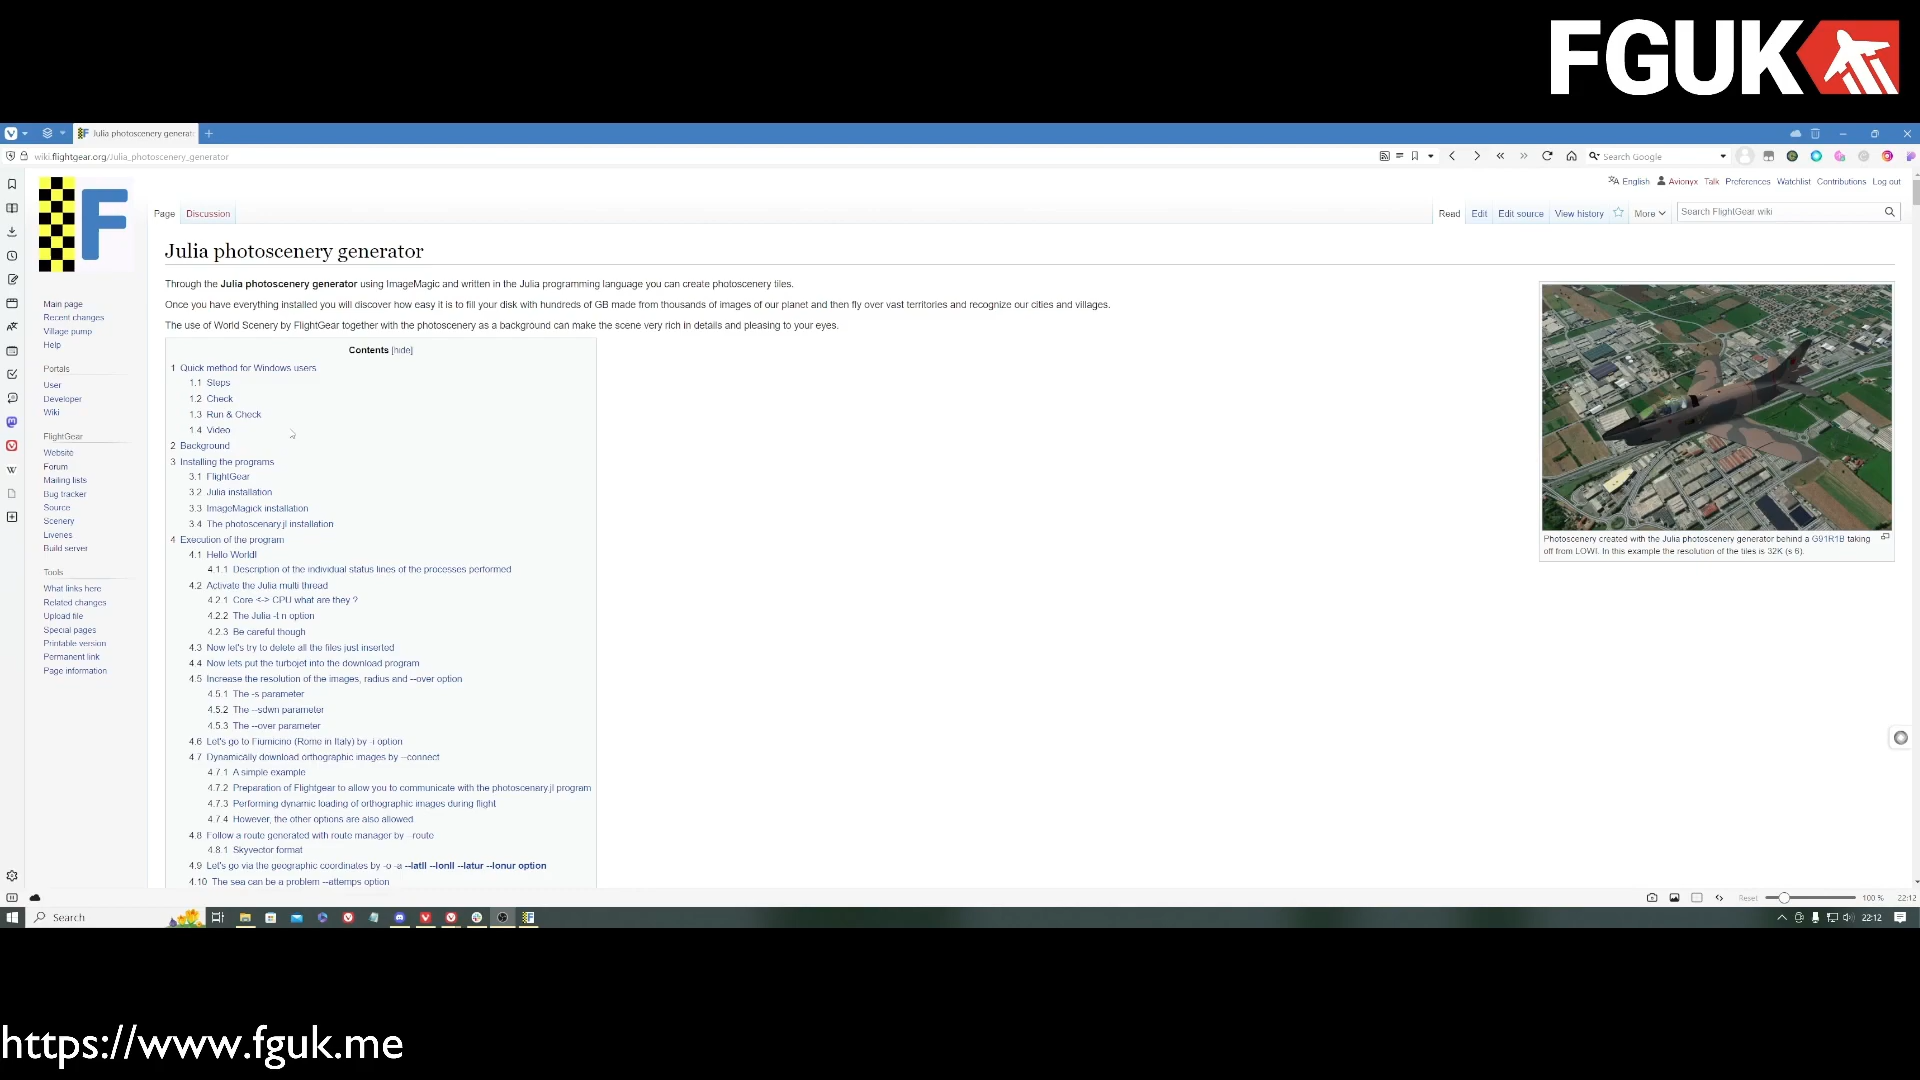 FGUK
Julia photoscenery generat
wiki.flightgear.org/Julia_photoscenery_generator
Search Google
English Avionyx Talk Preferences Watchlist Contributions Log out
Page Discussion
Read Edit Edit source View history More
Search FlightGear wiki
F
Main page
Recent changes
Village pump
Help
Portals
User
Developer
Wiki
FlightGear
Website
Forum
Mailing lists
Bug tracker
Source
Scenery
Liveries
Build server
Tools
What links here
Related changes
Upload file
Special pages
Printable version
Permanent link
Page information
Julia photoscenery generator
Through the Julia photoscenery generator using ImageMagic and written in the Julia programming language you can create photoscenery tiles.
Once you have everything installed you will discover how easy it is to fill your disk with hundreds of GB made from thousands of images of our planet and then fly over vast territories and recognize our cities and villages.
The use of World Scenery by FlightGear together with the photoscenery as a background can make the scene very rich in details and pleasing to your eyes.
Contents [hide]
1 Quick method for Windows users
1.1 Steps
1.2 Check
1.3 Run & Check
1.4 Video
2 Background
3 Installing the programs
3.1 FlightGear
3.2 Julia installation
3.3 ImageMagick installation
3.4 The photoscenary.jl installation
4 Execution of the program
4.1 Hello World!
4.1.1 Description of the individual status lines of the processes performed
4.2 Activate the Julia multi thread
4.2.1 Core <-> CPU what are they ?
4.2.2 The Julia -t n option
4.2.3 Be careful though
4.3 Now let's try to delete all the files just inserted
4.4 Now lets put the turbojet into the download program
4.5 Increase the resolution of the images, radius and --over option
4.5.1 The -s parameter
4.5.2 The --sdwn parameter
4.5.3 The --over parameter
4.6 Let's go to Fiumicino (Rome in Italy) by -i option
4.7 Dynamically download orthographic images by --connect
4.7.1 A simple example
4.7.2 Preparation of Flightgear to allow you to communicate with the photoscenary.jl program
4.7.3 Performing dynamic loading of orthographic images during flight
4.7.4 However, the other options are also allowed
4.8 Follow a route generated with route manager by --route
4.8.1 Skyvector format
4.9 Let's go via the geographic coordinates by -o -a --latll --lonll --latur --lonur option
4.10 The sea can be a problem --attemps option
Photoscenery created with the Julia photoscenery generator behind a G91R1B taking
off from LOWI. In this example the resolution of the tiles is 32K (s 6).
Reset 100 % 22:12
Search
22:12
https://www.fguk.me